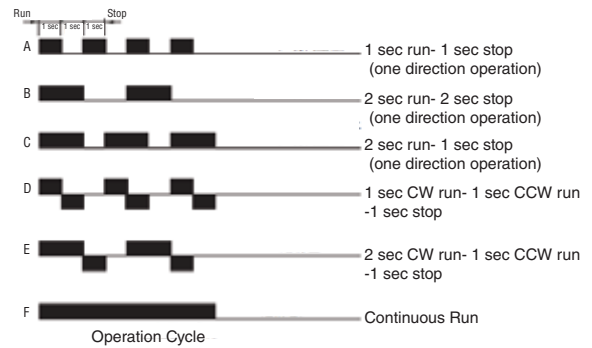 Run Stop
1 sec 1 sec 1 sec
A
1 sec run- 1 sec stop
(one direction operation)
B
2 sec run- 2 sec stop
(one direction operation)
C
2 sec run- 1 sec stop
(one direction operation)
D
1 sec CW run- 1 sec CCW run
-1 sec stop
E
2 sec CW run- 1 sec CCW run
-1 sec stop
F
Continuous Run
Operation Cycle